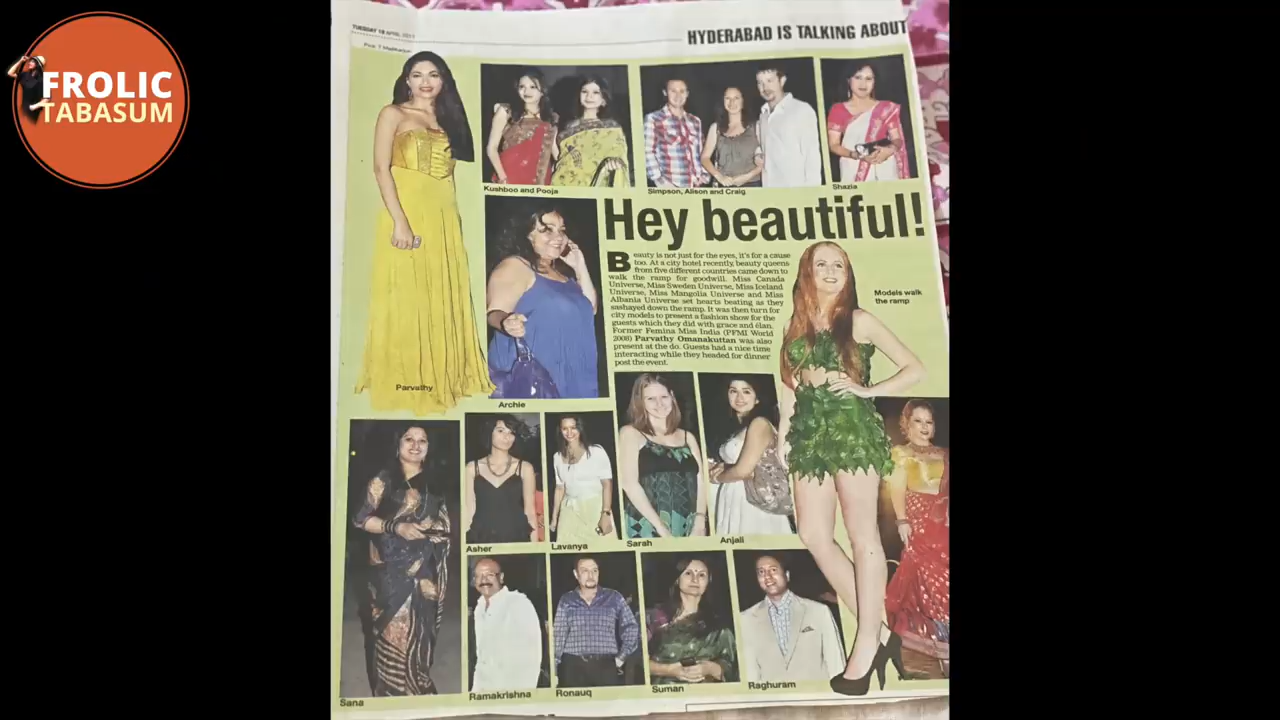 FROLIC
TABASUM
TUESDAY 18 APRIL
HYDERABAD IS TALKING ABOUT
Kushboo and Pooja
Simpson, Alison and Craig
Shazia
Hey beautiful!
Beauty is not just for the eyes, it's for a cause
too. At a city hotel recently, beauty queens
from five different countries came down to
walk the ramp for goodwill. Miss Canada
Universe, Miss Sweden Universe, Miss Iceland
Universe, Miss Mangolia Universe and Miss
Albania Universe set hearts beating as they
sashayed down the ramp. It was then turn for
city models to present a fashion show for the
guests which they did with grace and élan.
Former Femina Miss India (PFMI World
2008) Parvathy Omanakuttan was also
present at the do. Guests had a nice time
interacting while they headed for dinner
post the event.
Models walk
the ramp
Parvathy
Archie
Asher
Lavanya
Sarah
Anjali
Sana
Ramakrishna
Ronauq
Suman
Raghuram